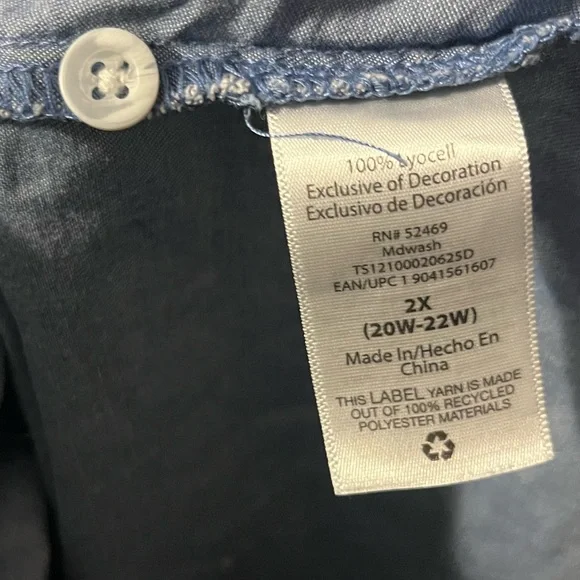 100% Lyocell
Exclusive of Decoration
Exclusivo de Decoración
RN# 52469
Mdwash
TS12100020625D
EAN/UPC 1 9041561607
2X
(20W-22W)
Made In/Hecho En
China
THIS LABEL YARN IS MADE
OUT OF 100% RECYCLED
POLYESTER MATERIALS